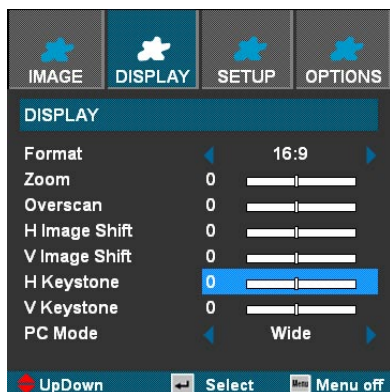 IMAGE DISPLAY SETUP OPTIONS
DISPLAY
Format 16:9
Zoom 0
Overscan 0
H Image Shift 0
V Image Shift 0
H Keystone 0
V Keystone 0
PC Mode Wide
UpDown Select Menu Menu off